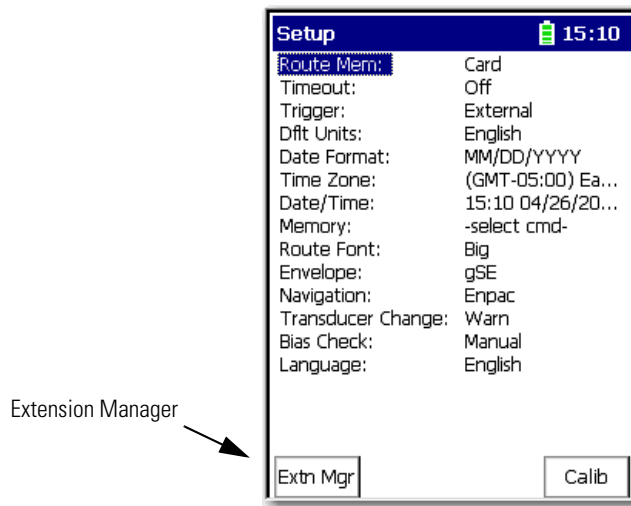 Setup 15:10
Route Mem: Card
Timeout: Off
Trigger: External
Dflt Units: English
Date Format: MM/DD/YYYY
Time Zone: (GMT-05:00) Ea...
Date/Time: 15:10 04/26/20...
Memory: -select cmd-
Route Font: Big
Envelope: gSE
Navigation: Enpac
Transducer Change: Warn
Bias Check: Manual
Language: English
Extension Manager
Extn Mgr Calib